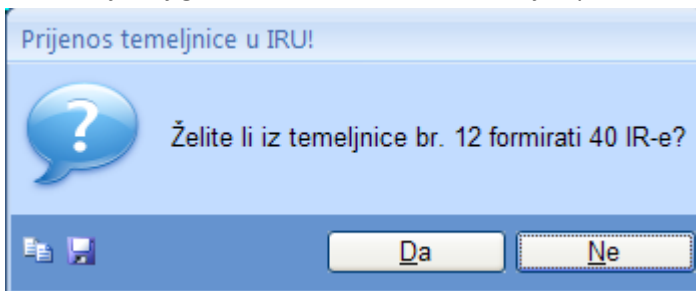 Prijenos temeljnice u IRU!
Želite li iz temeljnice br. 12 formirati 40 IR-e?
Da
Ne